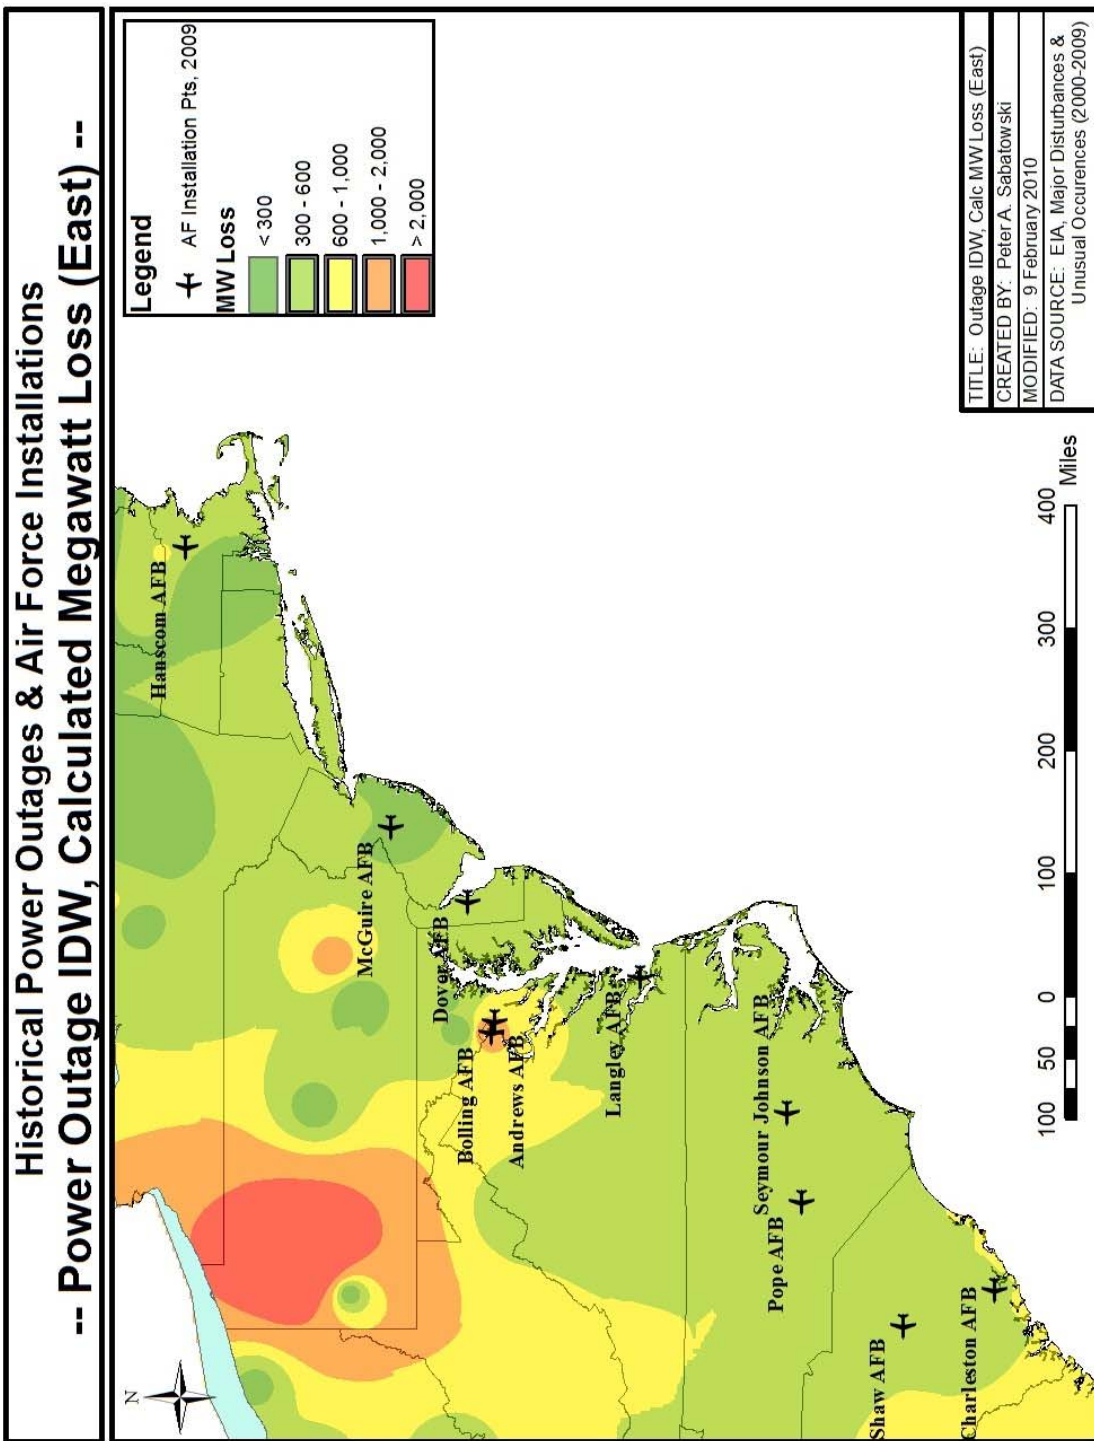 Historical Power Outages & Air Force Installations
-- Power Outage IDW, Calculated Megawatt Loss (East) --
Legend
AF Installation Pts, 2009
MW Loss
< 300
300 - 600
600 - 1,000
1,000 - 2,000
> 2,000
N
Hanscom AFB
McGuire AFB
Dover AFB
Bolling AFB
Andrews AFB
Langley AFB
Seymour Johnson AFB
Pope AFB
Shaw AFB
Charleston AFB
100 50 0 100 200 300 400
Miles
TITLE: Outage IDW, Calc MW Loss (East)
CREATED BY: Peter A. Sabatowski
MODIFIED: 9 February 2010
DATA SOURCE: EIA, Major Disturbances &
Unusual Occurences (2000-2009)